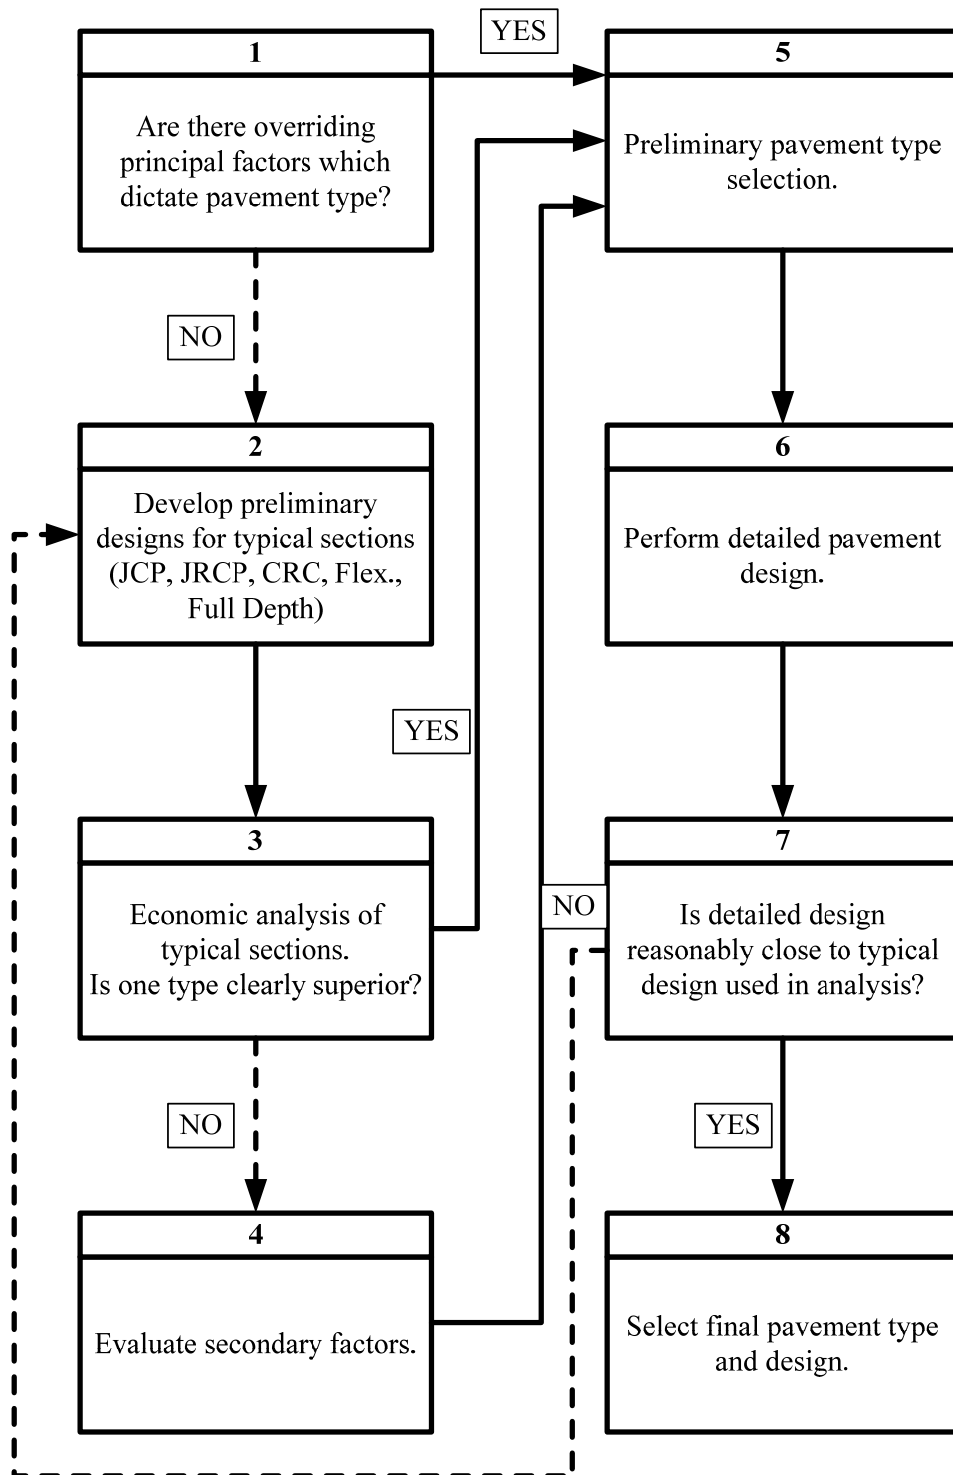 1
Are there overriding
principal factors which
dictate pavement type?
YES
NO
2
Develop preliminary
designs for typical sections
(JCP, JRCP, CRC, Flex.,
Full Depth)
3
Economic analysis of
typical sections.
Is one type clearly superior?
YES
NO
4
Evaluate secondary factors.
5
Preliminary pavement type
selection.
6
Perform detailed pavement
design.
7
Is detailed design
reasonably close to typical
design used in analysis?
NO
YES
8
Select final pavement type
and design.